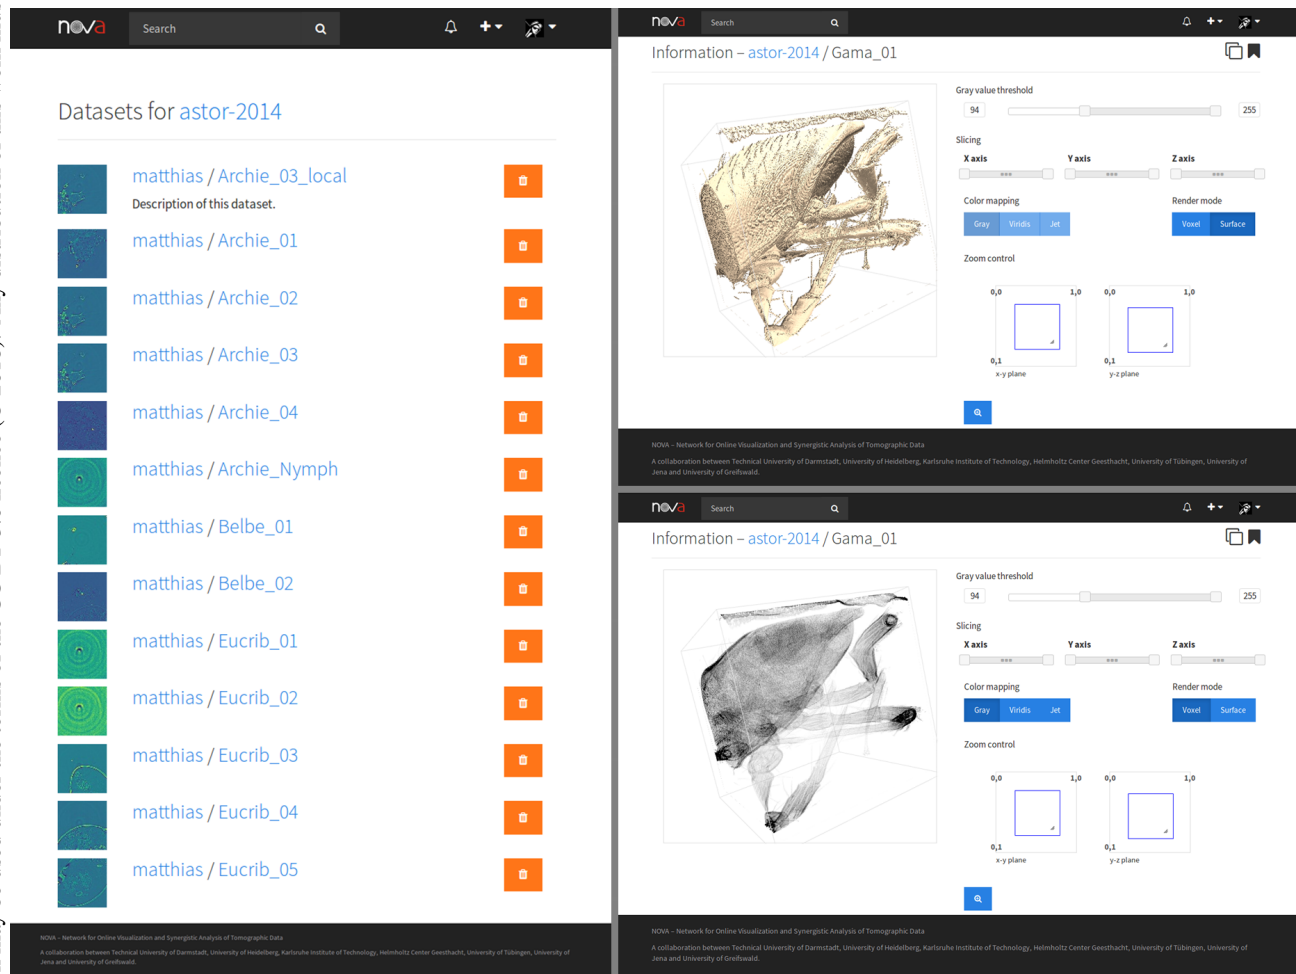 nova
Search
Datasets for astor-2014
matthias / Archie_03_local
Description of this dataset.
matthias / Archie_01
matthias / Archie_02
matthias / Archie_03
matthias / Archie_04
matthias / Archie_Nymph
matthias / Belbe_01
matthias / Belbe_02
matthias / Eucrib_01
matthias / Eucrib_02
matthias / Eucrib_03
matthias / Eucrib_04
matthias / Eucrib_05
NOVA – Network for Online Visualization and Synergistic Analysis of Tomographic Data
A collaboration between Technical University of Darmstadt, University of Heidelberg, Karlsruhe Institute of Technology, Helmholtz Center Geesthacht, University of Tübingen, University of
Jena and University of Greifswald.
nova
Search
Information – astor-2014 / Gama_01
Gray value threshold
94 255
Slicing
X axis Y axis Z axis
Color mapping Render mode
Gray Viridis Jet Voxel Surface
Zoom control
0,0 1,0 0,0 1,0
0,1 0,1
x-y plane y-z plane
NOVA – Network for Online Visualization and Synergistic Analysis of Tomographic Data
A collaboration between Technical University of Darmstadt, University of Heidelberg, Karlsruhe Institute of Technology, Helmholtz Center Geesthacht, University of Tübingen, University of
Jena and University of Greifswald.
nova
Search
Information – astor-2014 / Gama_01
Gray value threshold
94 255
Slicing
X axis Y axis Z axis
Color mapping Render mode
Gray Viridis Jet Voxel Surface
Zoom control
0,0 1,0 0,0 1,0
0,1 0,1
x-y plane y-z plane
NOVA – Network for Online Visualization and Synergistic Analysis of Tomographic Data
A collaboration between Technical University of Darmstadt, University of Heidelberg, Karlsruhe Institute of Technology, Helmholtz Center Geesthacht, University of Tübingen, University of
Jena and University of Greifswald.